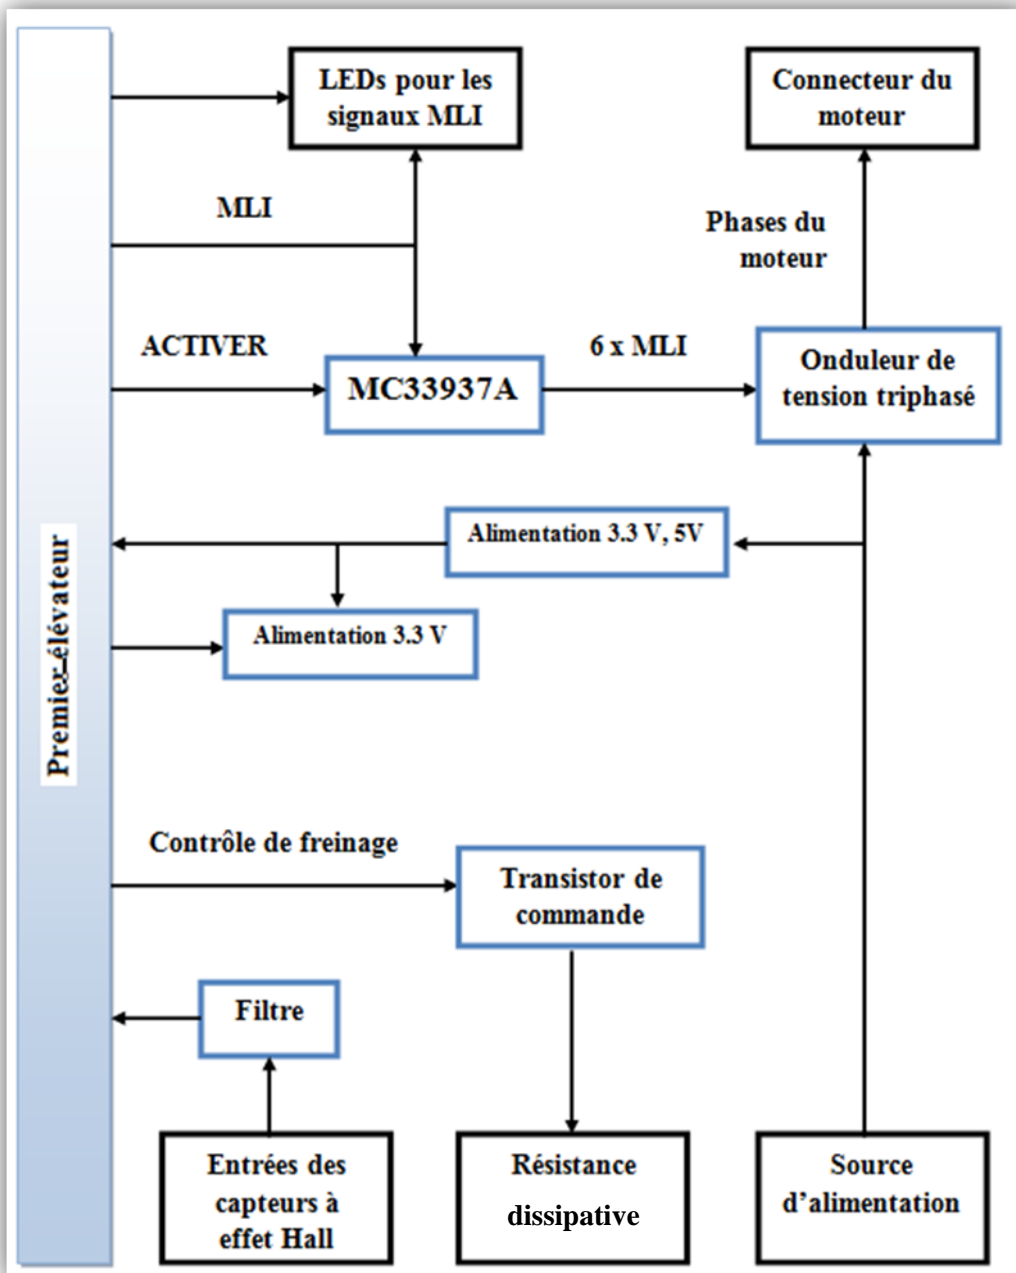 LEDs pour les
signaux MLI
Connecteur du
moteur
MLI
Phases du
moteur
ACTIVER
MC33937A
6 x MLI
Onduleur de
tension triphasé
Alimentation 3.3 V, 5V
Alimentation 3.3 V
Premier élévateur
Contrôle de freinage
Transistor de
commande
Filtre
Entrées des
capteurs à
effet Hall
Résistance
dissipative
Source
d'alimentation